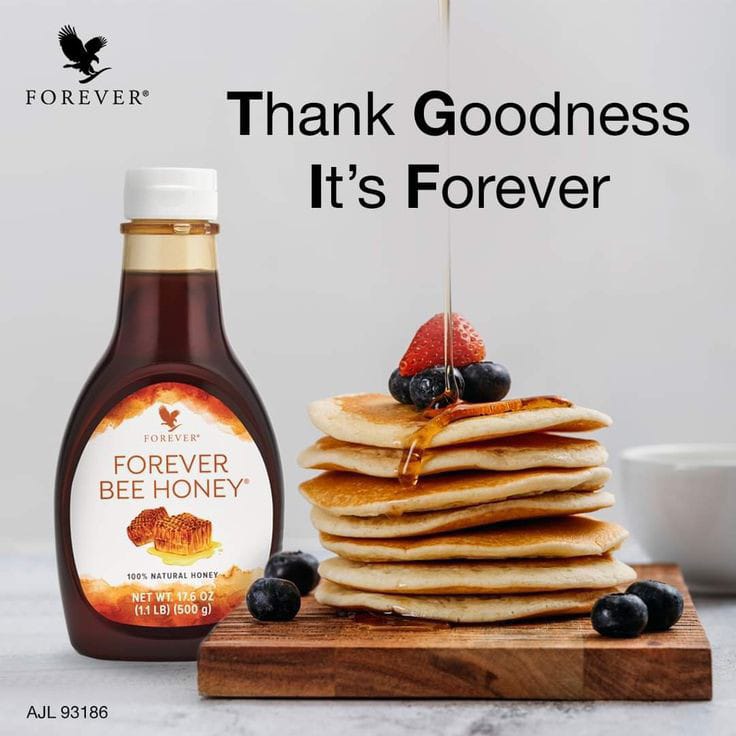 FOREVER®
Thank Goodness
It's Forever
FOREVER®
FOREVER
BEE HONEY®
100% NATURAL HONEY
NET WT. 17.6 OZ
(1.1 LB) (500 g)
AJL 93186